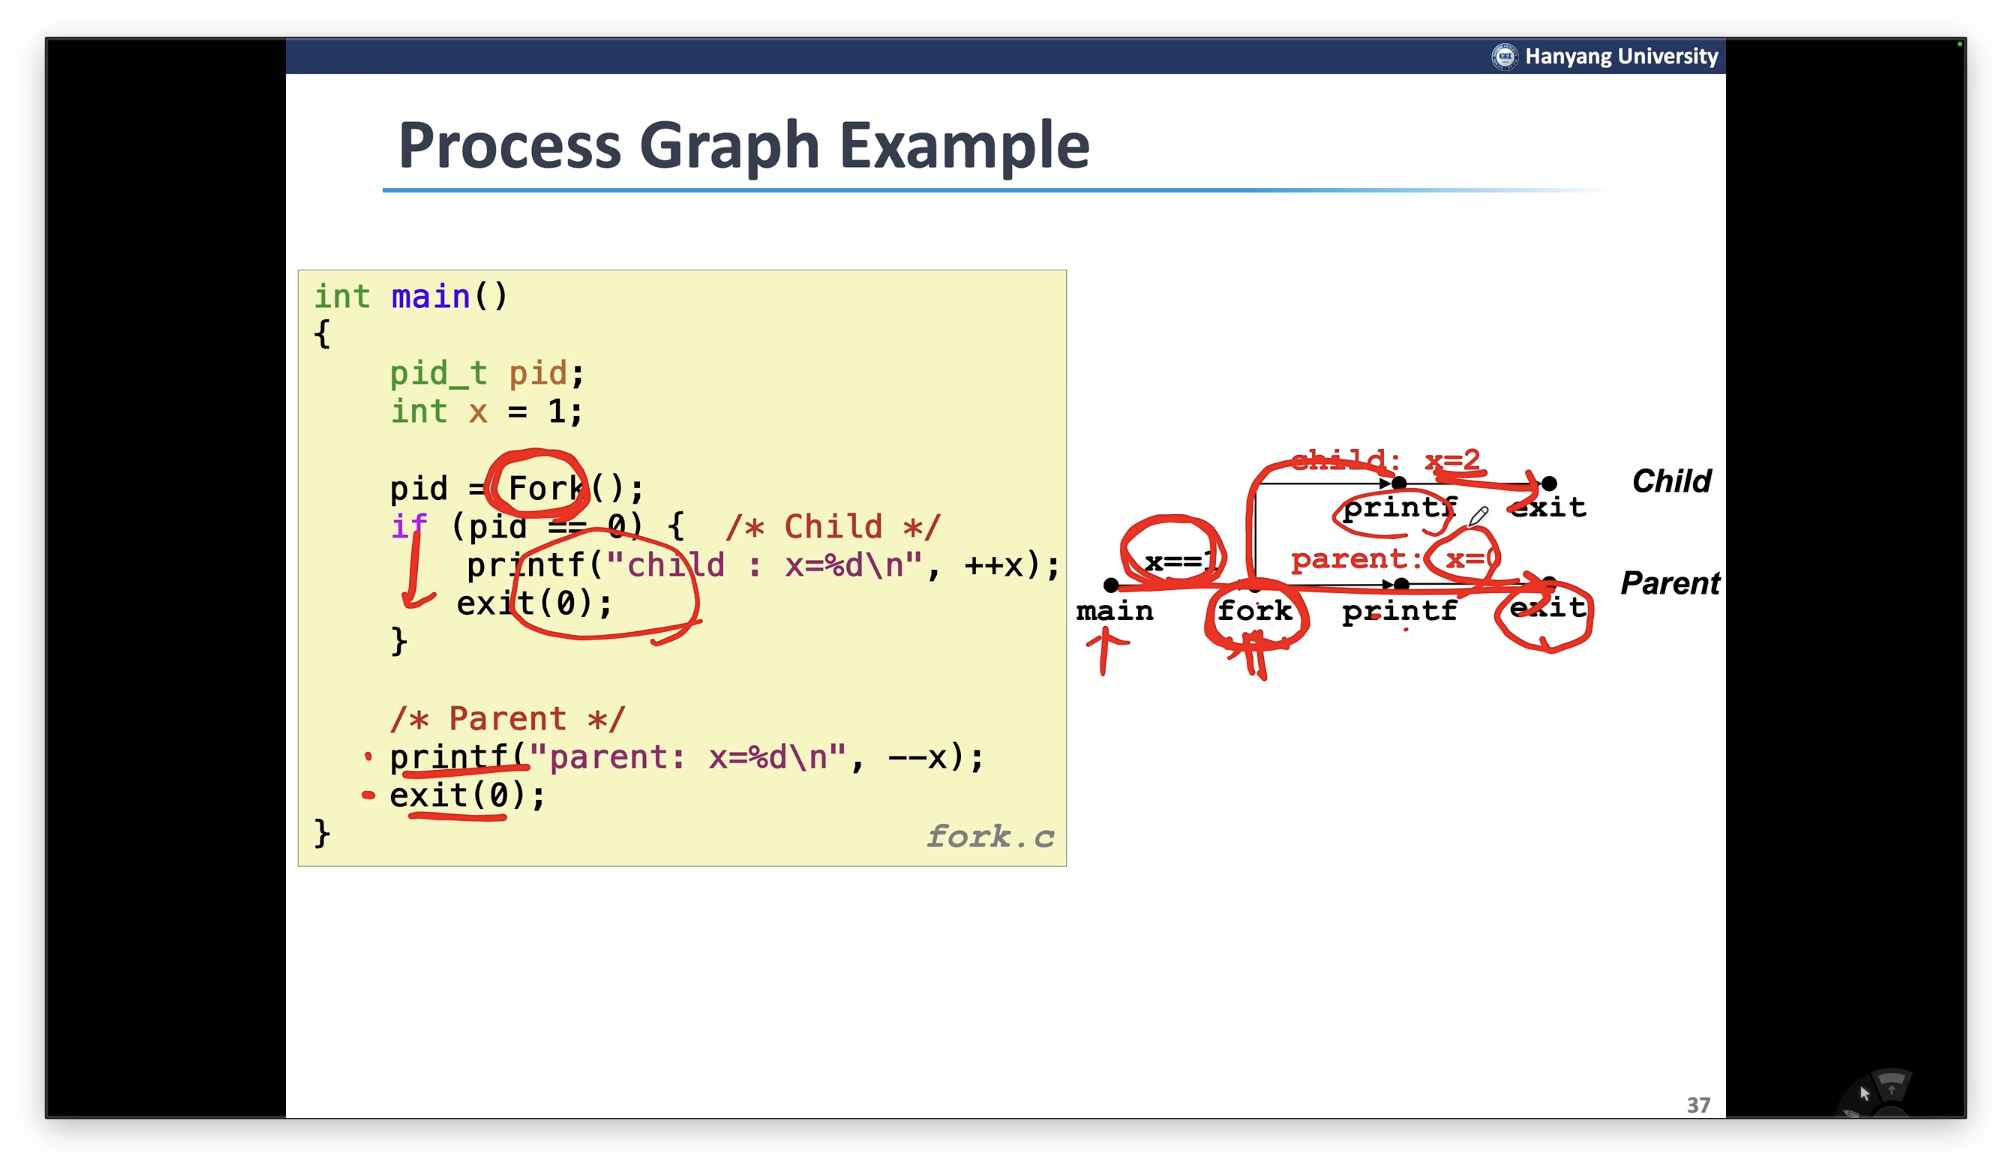 Hanyang University
Process Graph Example
int main()
{
pid_t pid;
int x = 1;
pid = Fork();
if (pid == 0) {  /* Child */
printf("child : x=%d\n", ++x);
exit(0);
}
/* Parent */
printf("parent: x=%d\n", --x);
exit(0);
}
fork.c
child: x=2
Child
printf
exit
x==1
parent: x=0
Parent
main
fork
printf
exit
37